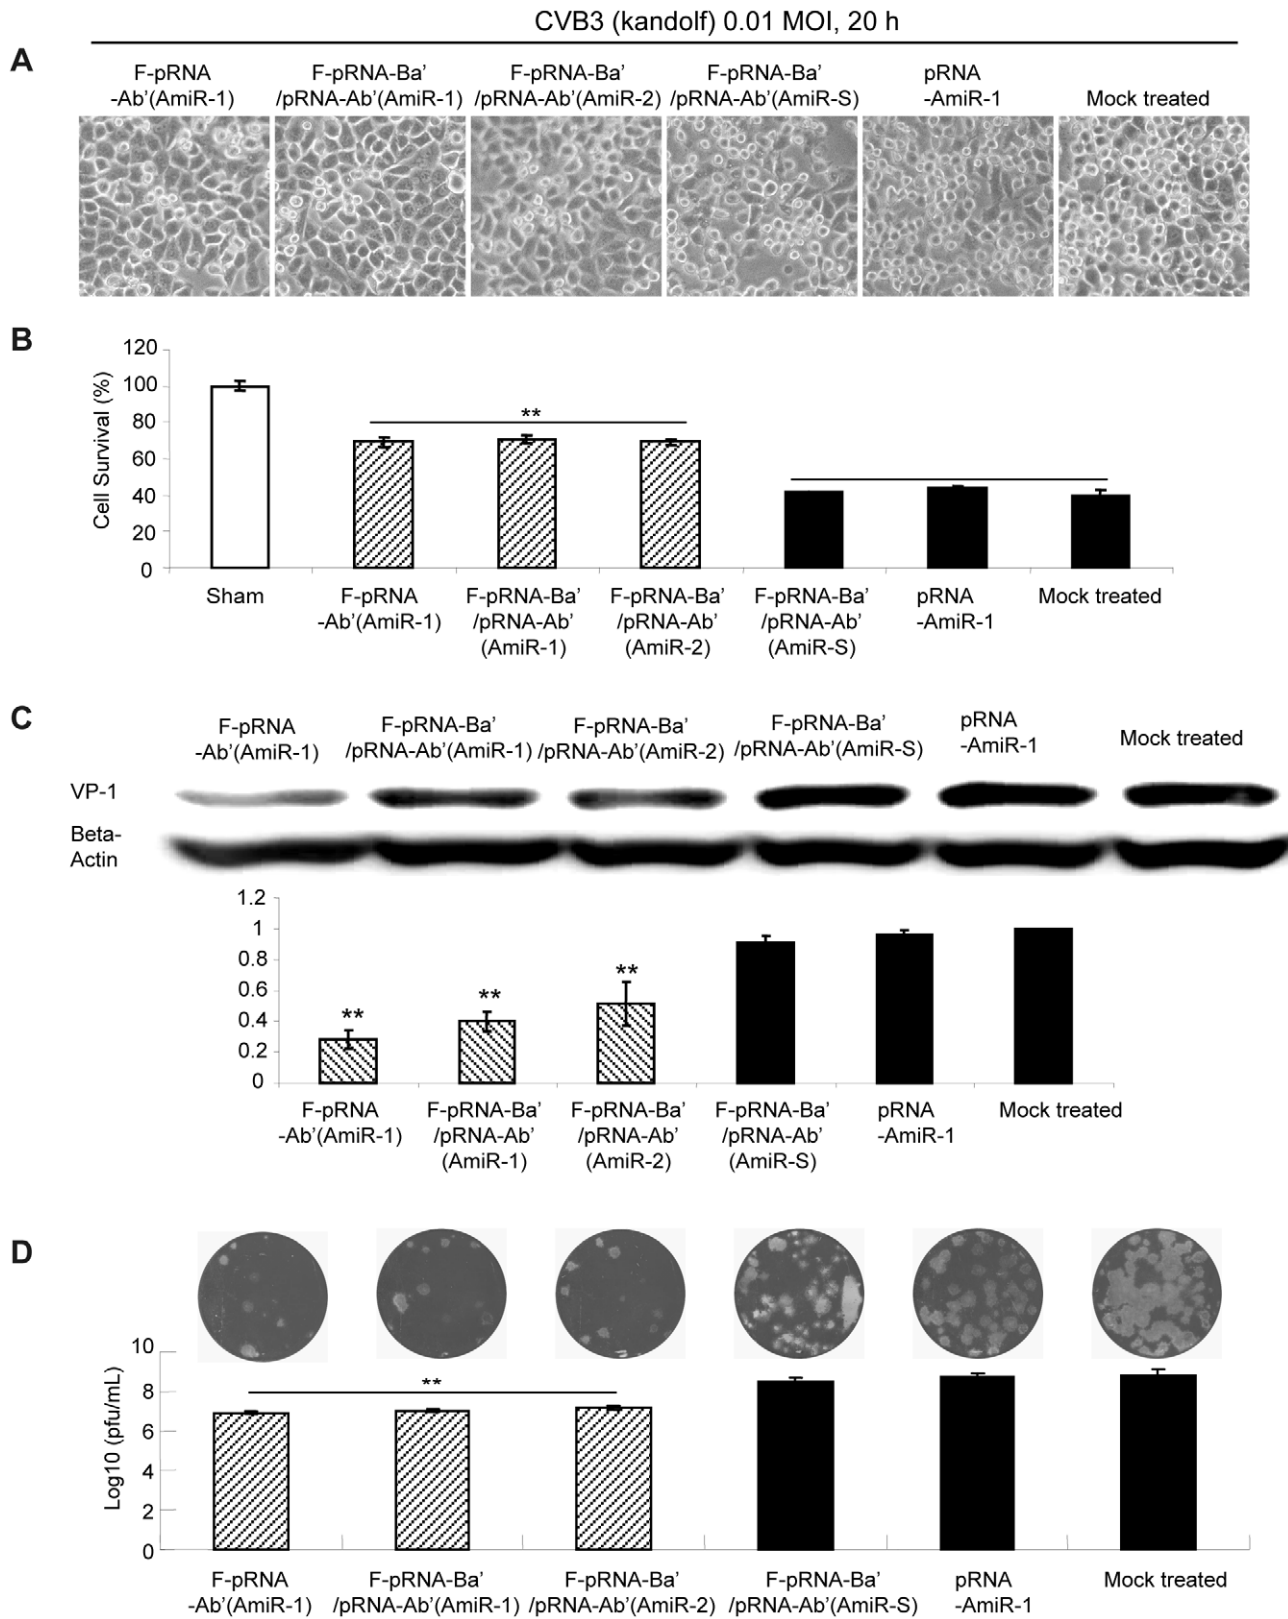 CVB3 (kandolf) 0.01 MOI, 20 h
A
F-pRNA
-Ab'(AmiR-1)
F-pRNA-Ba'
/pRNA-Ab'(AmiR-1)
F-pRNA-Ba'
/pRNA-Ab'(AmiR-2)
F-pRNA-Ba'
/pRNA-Ab'(AmiR-S)
pRNA
-AmiR-1
Mock treated
B
Cell Survival (%)
120
100
80
60
40
20
0
**
Sham
F-pRNA
-Ab'(AmiR-1)
F-pRNA-Ba'
/pRNA-Ab'
(AmiR-1)
F-pRNA-Ba'
/pRNA-Ab'
(AmiR-2)
F-pRNA-Ba'
/pRNA-Ab'
(AmiR-S)
pRNA
-AmiR-1
Mock treated
C
F-pRNA
-Ab'(AmiR-1)
F-pRNA-Ba'
/pRNA-Ab'(AmiR-1)
F-pRNA-Ba'
/pRNA-Ab'(AmiR-2)
F-pRNA-Ba'
/pRNA-Ab'(AmiR-S)
pRNA
-AmiR-1
Mock treated
VP-1
Beta-
Actin
1.2
1
0.8
0.6
0.4
0.2
0
**
**
**
F-pRNA
-Ab'(AmiR-1)
F-pRNA-Ba'
/pRNA-Ab'
(AmiR-1)
F-pRNA-Ba'
/pRNA-Ab'
(AmiR-2)
F-pRNA-Ba'
/pRNA-Ab'
(AmiR-S)
pRNA
-AmiR-1
Mock treated
D
Log10 (pfu/mL)
10
8
6
4
2
0
**
F-pRNA
-Ab'(AmiR-1)
F-pRNA-Ba'
/pRNA-Ab'(AmiR-1)
F-pRNA-Ba'
/pRNA-Ab'(AmiR-2)
F-pRNA-Ba'
/pRNA-Ab'(AmiR-S)
pRNA
-AmiR-1
Mock treated